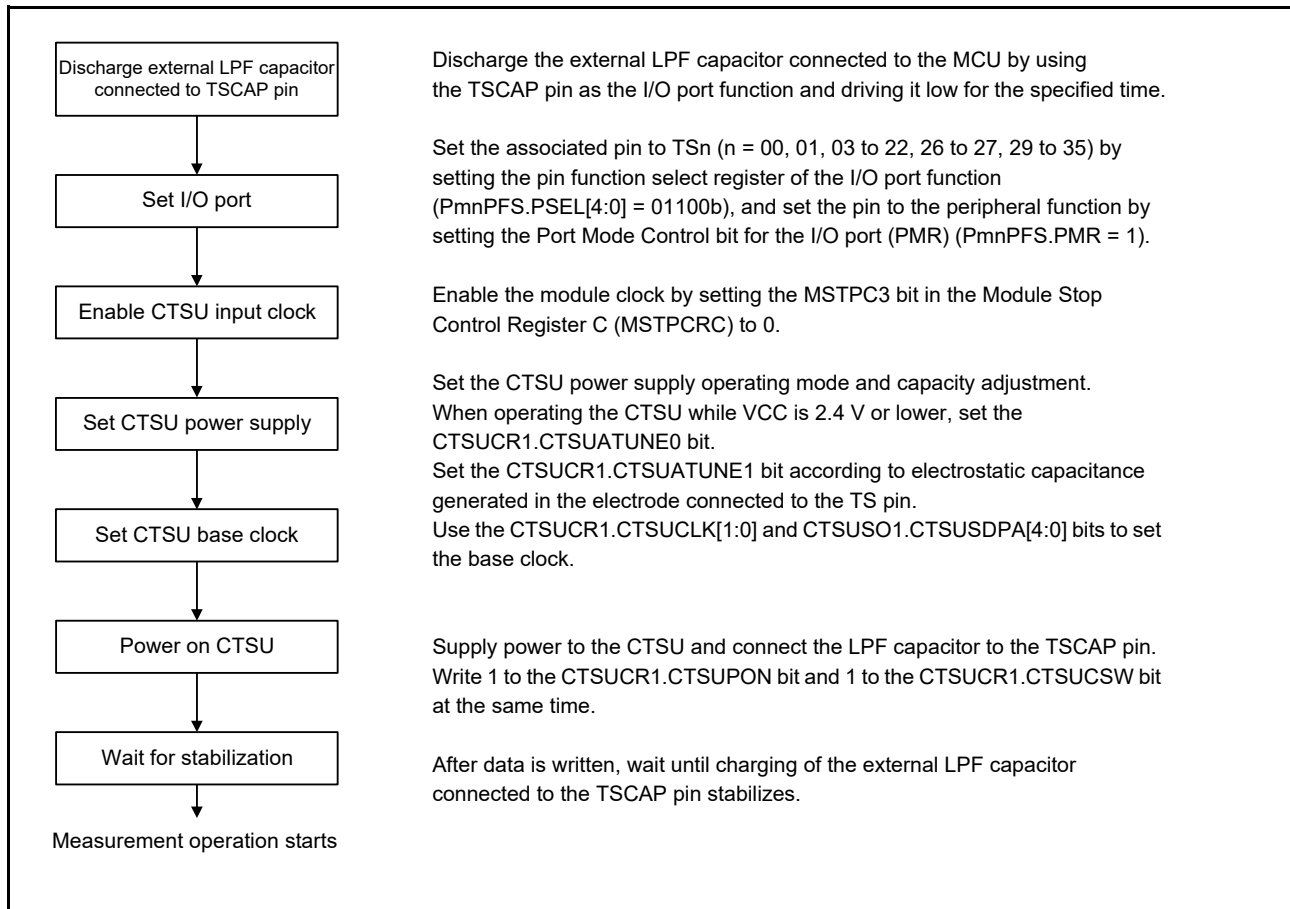 Discharge external LPF capacitor
connected to TSCAP pin
Discharge the external LPF capacitor connected to the MCU by using
the TSCAP pin as the I/O port function and driving it low for the specified time.
Set I/O port
Set the associated pin to TSn (n = 00, 01, 03 to 22, 26 to 27, 29 to 35) by
setting the pin function select register of the I/O port function
(PmnPFS.PSEL[4:0] = 01100b), and set the pin to the peripheral function by
setting the Port Mode Control bit for the I/O port (PMR) (PmnPFS.PMR = 1).
Enable CTSU input clock
Enable the module clock by setting the MSTPC3 bit in the Module Stop
Control Register C (MSTPCRC) to 0.
Set CTSU power supply
Set the CTSU power supply operating mode and capacity adjustment.
When operating the CTSU while VCC is 2.4 V or lower, set the
CTSUCR1.CTSUATUNE0 bit.
Set the CTSUCR1.CTSUATUNE1 bit according to electrostatic capacitance
generated in the electrode connected to the TS pin.
Set CTSU base clock
Use the CTSUCR1.CTSUCLK[1:0] and CTSUSO1.CTSUSDPA[4:0] bits to set
the base clock.
Power on CTSU
Supply power to the CTSU and connect the LPF capacitor to the TSCAP pin.
Write 1 to the CTSUCR1.CTSUPON bit and 1 to the CTSUCR1.CTSUCSW bit
at the same time.
Wait for stabilization
After data is written, wait until charging of the external LPF capacitor
connected to the TSCAP pin stabilizes.
Measurement operation starts